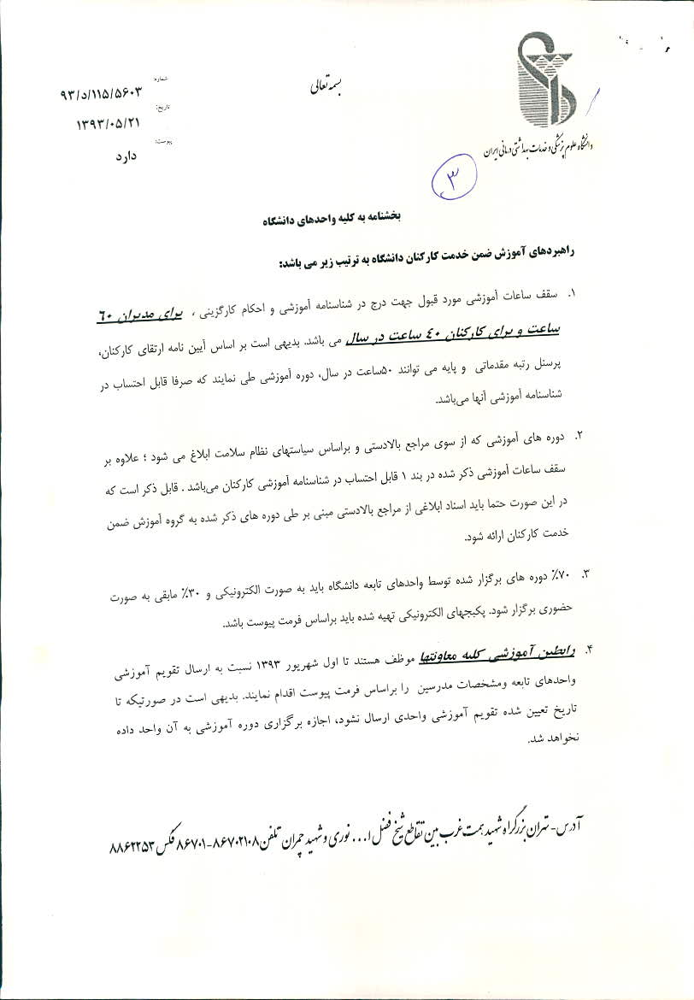 بسمه تعالی
شماره:
۹۳/د/۱۱۵/۵۶۰۳
تاریخ:
۱۳۹۳/۰۵/۲۱
پیوست:
دارد
دانشگاه علوم پزشکی و خدمات بهداشتی درمانی ایران
۳
بخشنامه به کلیه واحدهای دانشگاه
راهبردهای آموزش ضمن خدمت کارکنان دانشگاه به ترتیب زیر می باشد:
۱. سقف ساعات آموزشی مورد قبول جهت درج در شناسنامه آموزشی و احکام کارگزینی ، برای مدیران ۶۰
ساعت و برای کارکنان ۴۰ ساعت در سال می باشد. بدیهی است بر اساس آیین نامه ارتقای کارکنان،
پرسنل رتبه مقدماتی و پایه می توانند ۵۰ساعت در سال، دوره آموزشی طی نمایند که صرفا قابل احتساب در
شناسنامه آموزشی آنها می‌باشد.
۲. دوره های آموزشی که از سوی مراجع بالادستی و براساس سیاستهای نظام سلامت ابلاغ می شود ؛ علاوه بر
سقف ساعات آموزشی ذکر شده در بند ۱ قابل احتساب در شناسنامه آموزشی کارکنان می‌باشد . قابل ذکر است که
در این صورت حتما باید اسناد ابلاغی از مراجع بالادستی مبنی بر طی دوره های ذکر شده به گروه آموزش ضمن
خدمت کارکنان ارائه شود.
۳. ۷۰٪ دوره های برگزار شده توسط واحدهای تابعه دانشگاه باید به صورت الکترونیکی و ۳۰٪ مابقی به صورت
حضوری برگزار شود. پکیجهای الکترونیکی تهیه شده باید براساس فرمت پیوست باشد.
۴. رابطین آموزشی کلیه معاونتها موظف هستند تا اول شهریور ۱۳۹۳ نسبت به ارسال تقویم آموزشی
واحدهای تابعه ومشخصات مدرسین را براساس فرمت پیوست اقدام نمایند. بدیهی است در صورتیکه تا
تاریخ تعیین شده تقویم آموزشی واحدی ارسال نشود، اجازه برگزاری دوره آموزشی به آن واحد داده
نخواهد شد.
آدرس- تهران بزرگراه شهید همت غرب بین تقاطع شیخ فضل ا... نوری و شهید چمران تلفن ۸۶۷۰۲۱۰۸-۸۶۷۰۱ فکس ۸۸۶۲۲۵۳